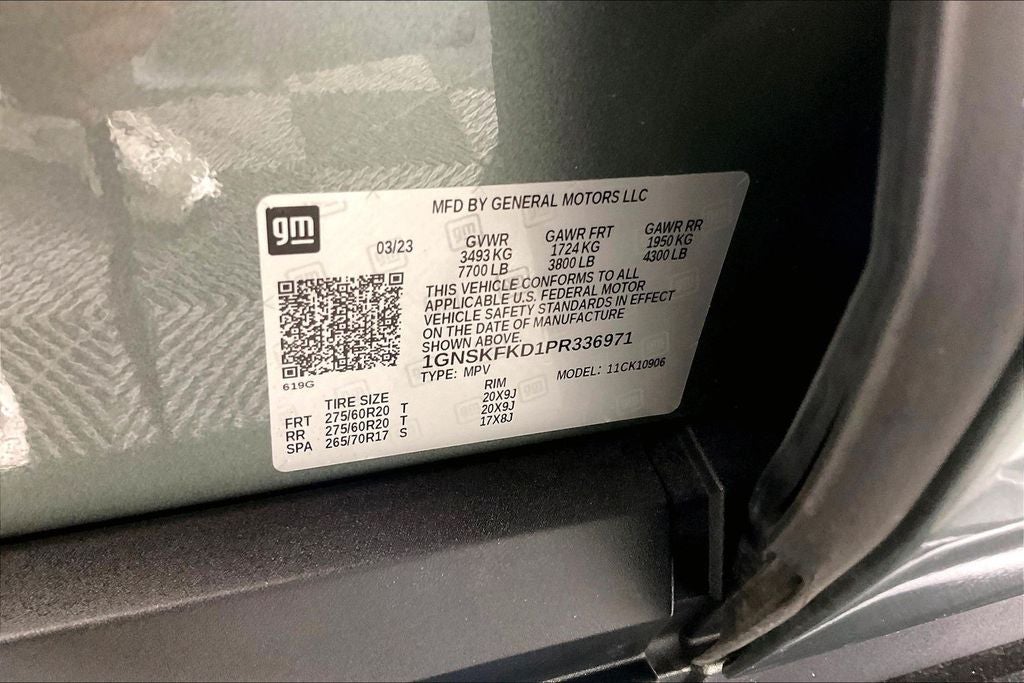 MFD BY GENERAL MOTORS LLC
gm
03/23 GVWR GAWR FRT GAWR RR
3493 KG 1724 KG 1950 KG
7700 LB 3800 LB 4300 LB
THIS VEHICLE CONFORMS TO ALL
APPLICABLE U.S. FEDERAL MOTOR
VEHICLE SAFETY STANDARDS IN EFFECT
ON THE DATE OF MANUFACTURE
SHOWN ABOVE.
1GNSKFKD1PR336971
TYPE: MPV MODEL: 11CK10906
619G
TIRE SIZE RIM
FRT 275/60R20 T 20X9J
RR 275/60R20 T 20X9J
SPA 265/70R17 S 17X8J